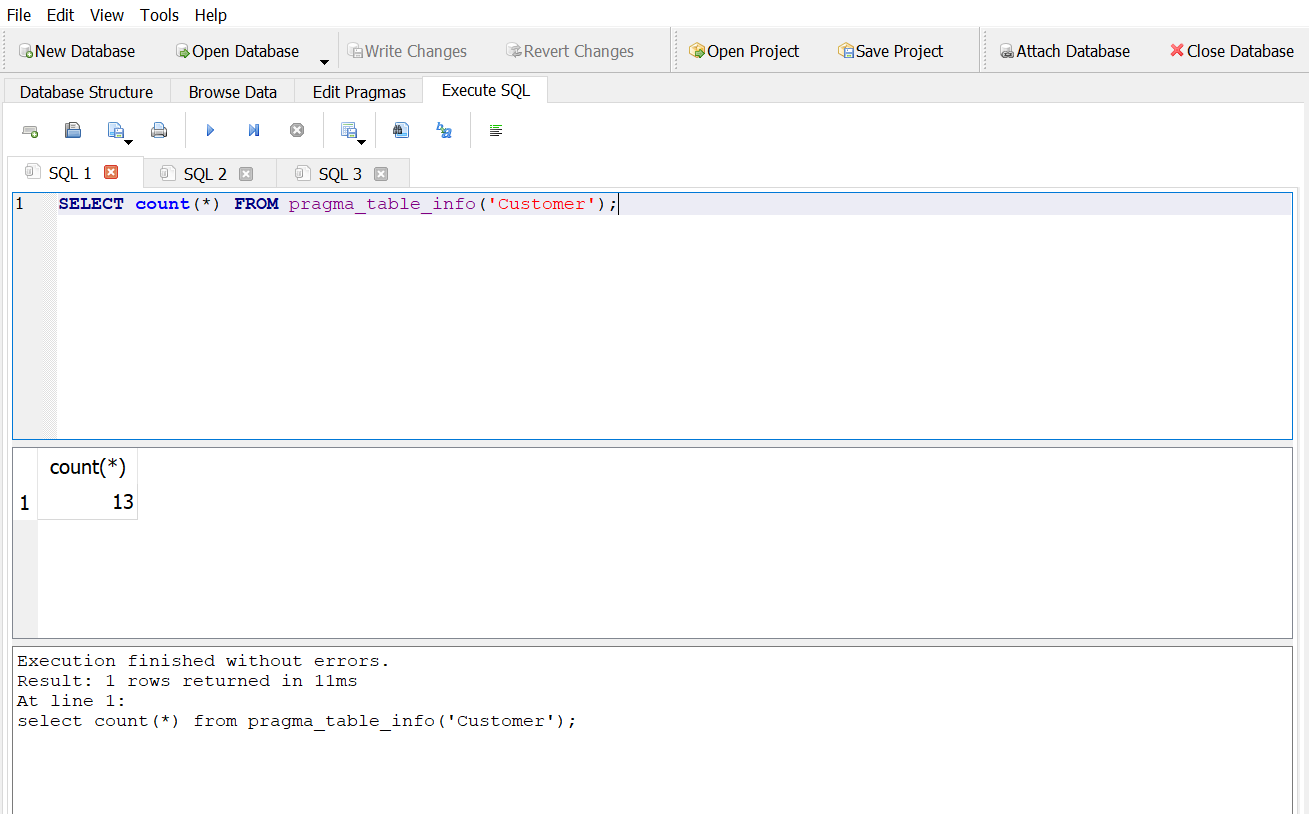 File Edit View Tools Help
New Database Open Database Write Changes Revert Changes Open Project Save Project Attach Database Close Database
Database Structure Browse Data Edit Pragmas Execute SQL
SQL 1 SQL 2 SQL 3
1 SELECT count(*) FROM pragma_table_info('Customer');
count(*)
1 13
Execution finished without errors.
Result: 1 rows returned in 11ms
At line 1:
select count(*) from pragma_table_info('Customer');